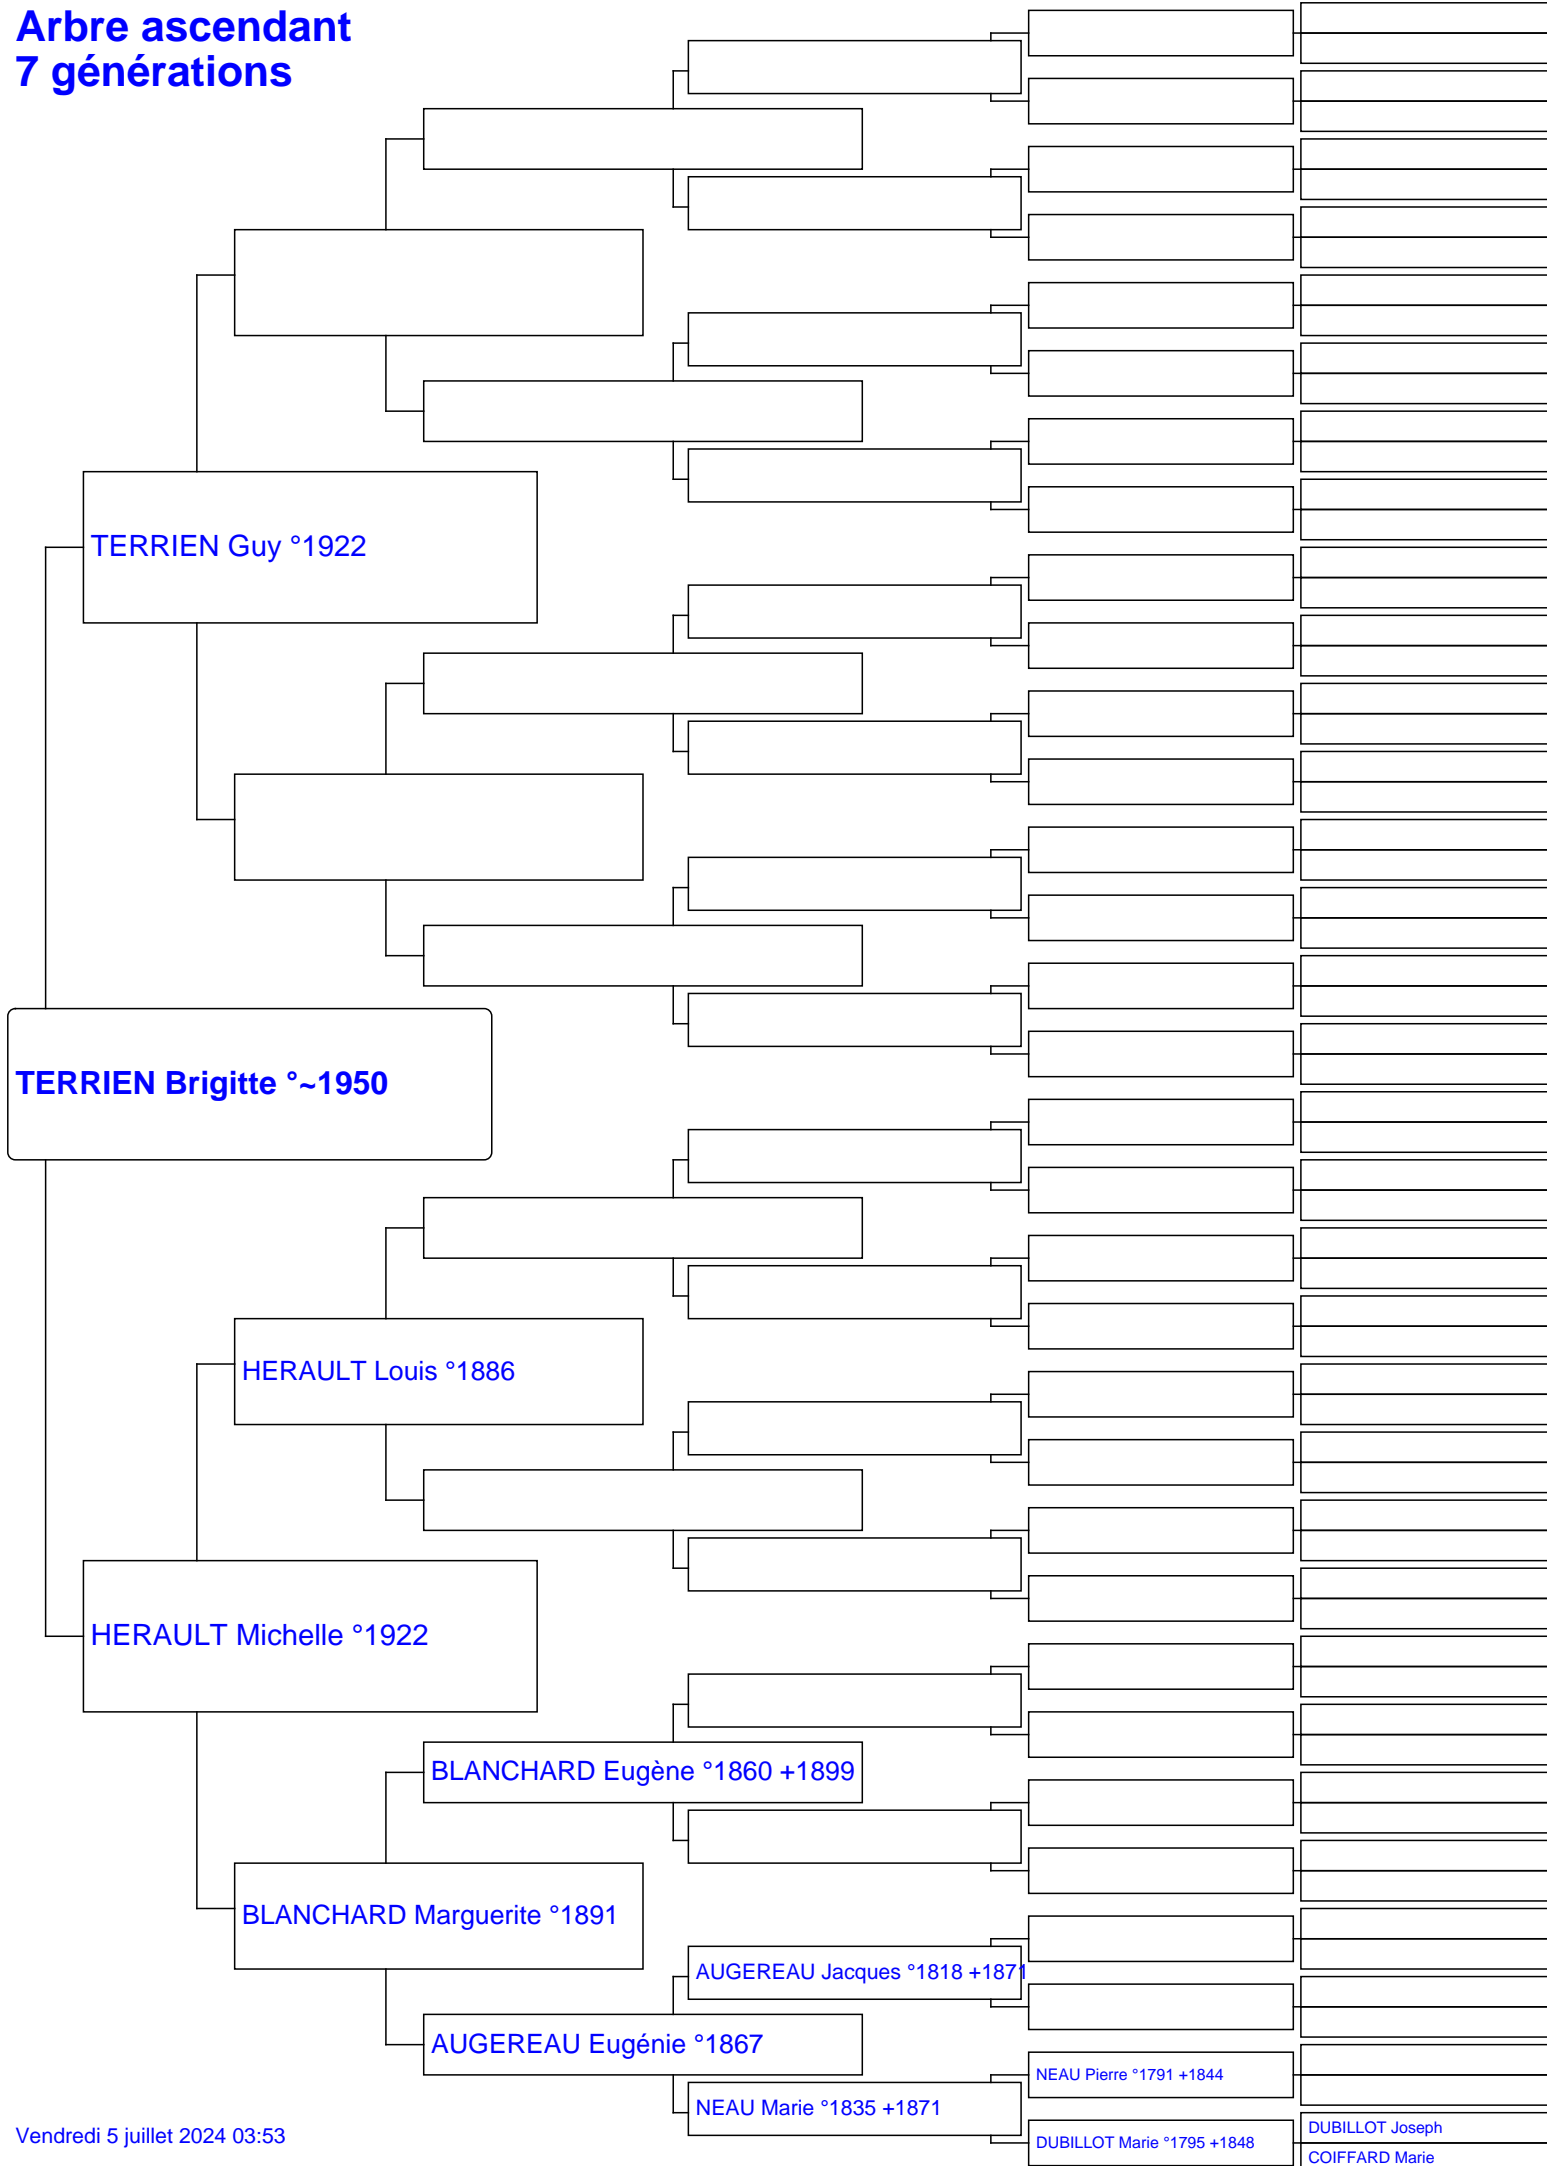 Arbre ascendant
7 générations
TERRIEN Guy °1922
TERRIEN Brigitte °~1950
HERAULT Louis °1886
HERAULT Michelle °1922
BLANCHARD Eugène °1860 +1899
BLANCHARD Marguerite °1891
AUGEREAU Jacques °1818 +1871
AUGEREAU Eugénie °1867
NEAU Pierre °1791 +1844
NEAU Marie °1835 +1871
DUBILLOT Joseph
DUBILLOT Marie °1795 +1848
COIFFARD Marie
Vendredi 5 juillet 2024 03:53